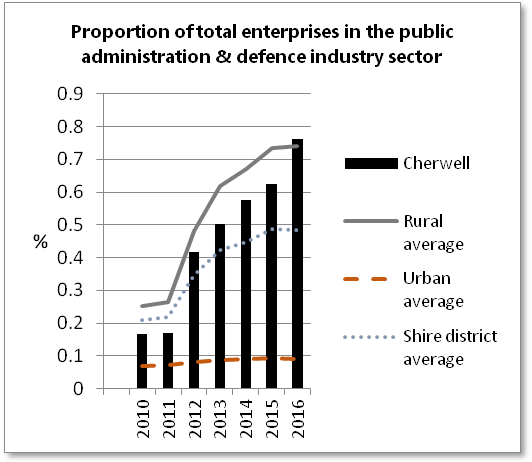 Proportion of total enterprises in the public
administration & defence industry sector
0.9
0.8
0.7
0.6
0.5
0.4
0.3
0.2
0.1
0
%
2010
2011
2012
2013
2014
2015
2016
Cherwell
Rural
average
Urban
average
Shire district
average